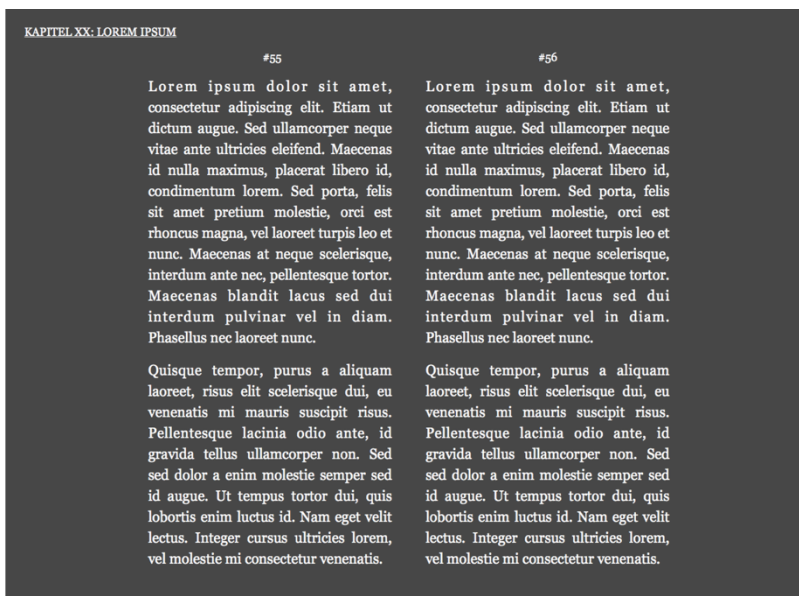 KAPITEL XX: LOREM IPSUM
#55
Lorem ipsum dolor sit amet,
consectetur adipiscing elit. Etiam ut
dictum augue. Sed ullamcorper neque
vitae ante ultricies eleifend. Maecenas
id nulla maximus, placerat libero id,
condimentum lorem. Sed porta, felis
sit amet pretium molestie, orci est
rhoncus magna, vel laoreet turpis leo et
nunc. Maecenas at neque scelerisque,
interdum ante nec, pellentesque tortor.
Maecenas blandit lacus sed dui
interdum pulvinar vel in diam.
Phasellus nec laoreet nunc.
Quisque tempor, purus a aliquam
laoreet, risus elit scelerisque dui, eu
venenatis mi mauris suscipit risus.
Pellentesque lacinia odio ante, id
gravida tellus ullamcorper non. Sed
sed dolor a enim molestie semper sed
id augue. Ut tempus tortor dui, quis
lobortis enim luctus id. Nam eget velit
lectus. Integer cursus ultricies lorem,
vel molestie mi consectetur venenatis.
#56
Lorem ipsum dolor sit amet,
consectetur adipiscing elit. Etiam ut
dictum augue. Sed ullamcorper neque
vitae ante ultricies eleifend. Maecenas
id nulla maximus, placerat libero id,
condimentum lorem. Sed porta, felis
sit amet pretium molestie, orci est
rhoncus magna, vel laoreet turpis leo et
nunc. Maecenas at neque scelerisque,
interdum ante nec, pellentesque tortor.
Maecenas blandit lacus sed dui
interdum pulvinar vel in diam.
Phasellus nec laoreet nunc.
Quisque tempor, purus a aliquam
laoreet, risus elit scelerisque dui, eu
venenatis mi mauris suscipit risus.
Pellentesque lacinia odio ante, id
gravida tellus ullamcorper non. Sed
sed dolor a enim molestie semper sed
id augue. Ut tempus tortor dui, quis
lobortis enim luctus id. Nam eget velit
lectus. Integer cursus ultricies lorem,
vel molestie mi consectetur venenatis.